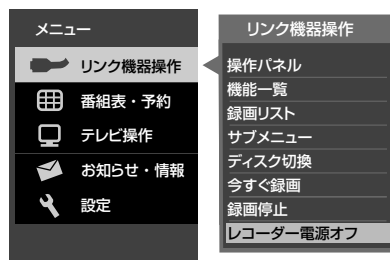 メニュー
リンク機器操作
番組表・予約
テレビ操作
お知らせ・情報
設定
リンク機器操作
操作パネル
機能一覧
録画リスト
サブメニュー
ディスク切換
今すぐ録画
録画停止
レコーダー電源オフ